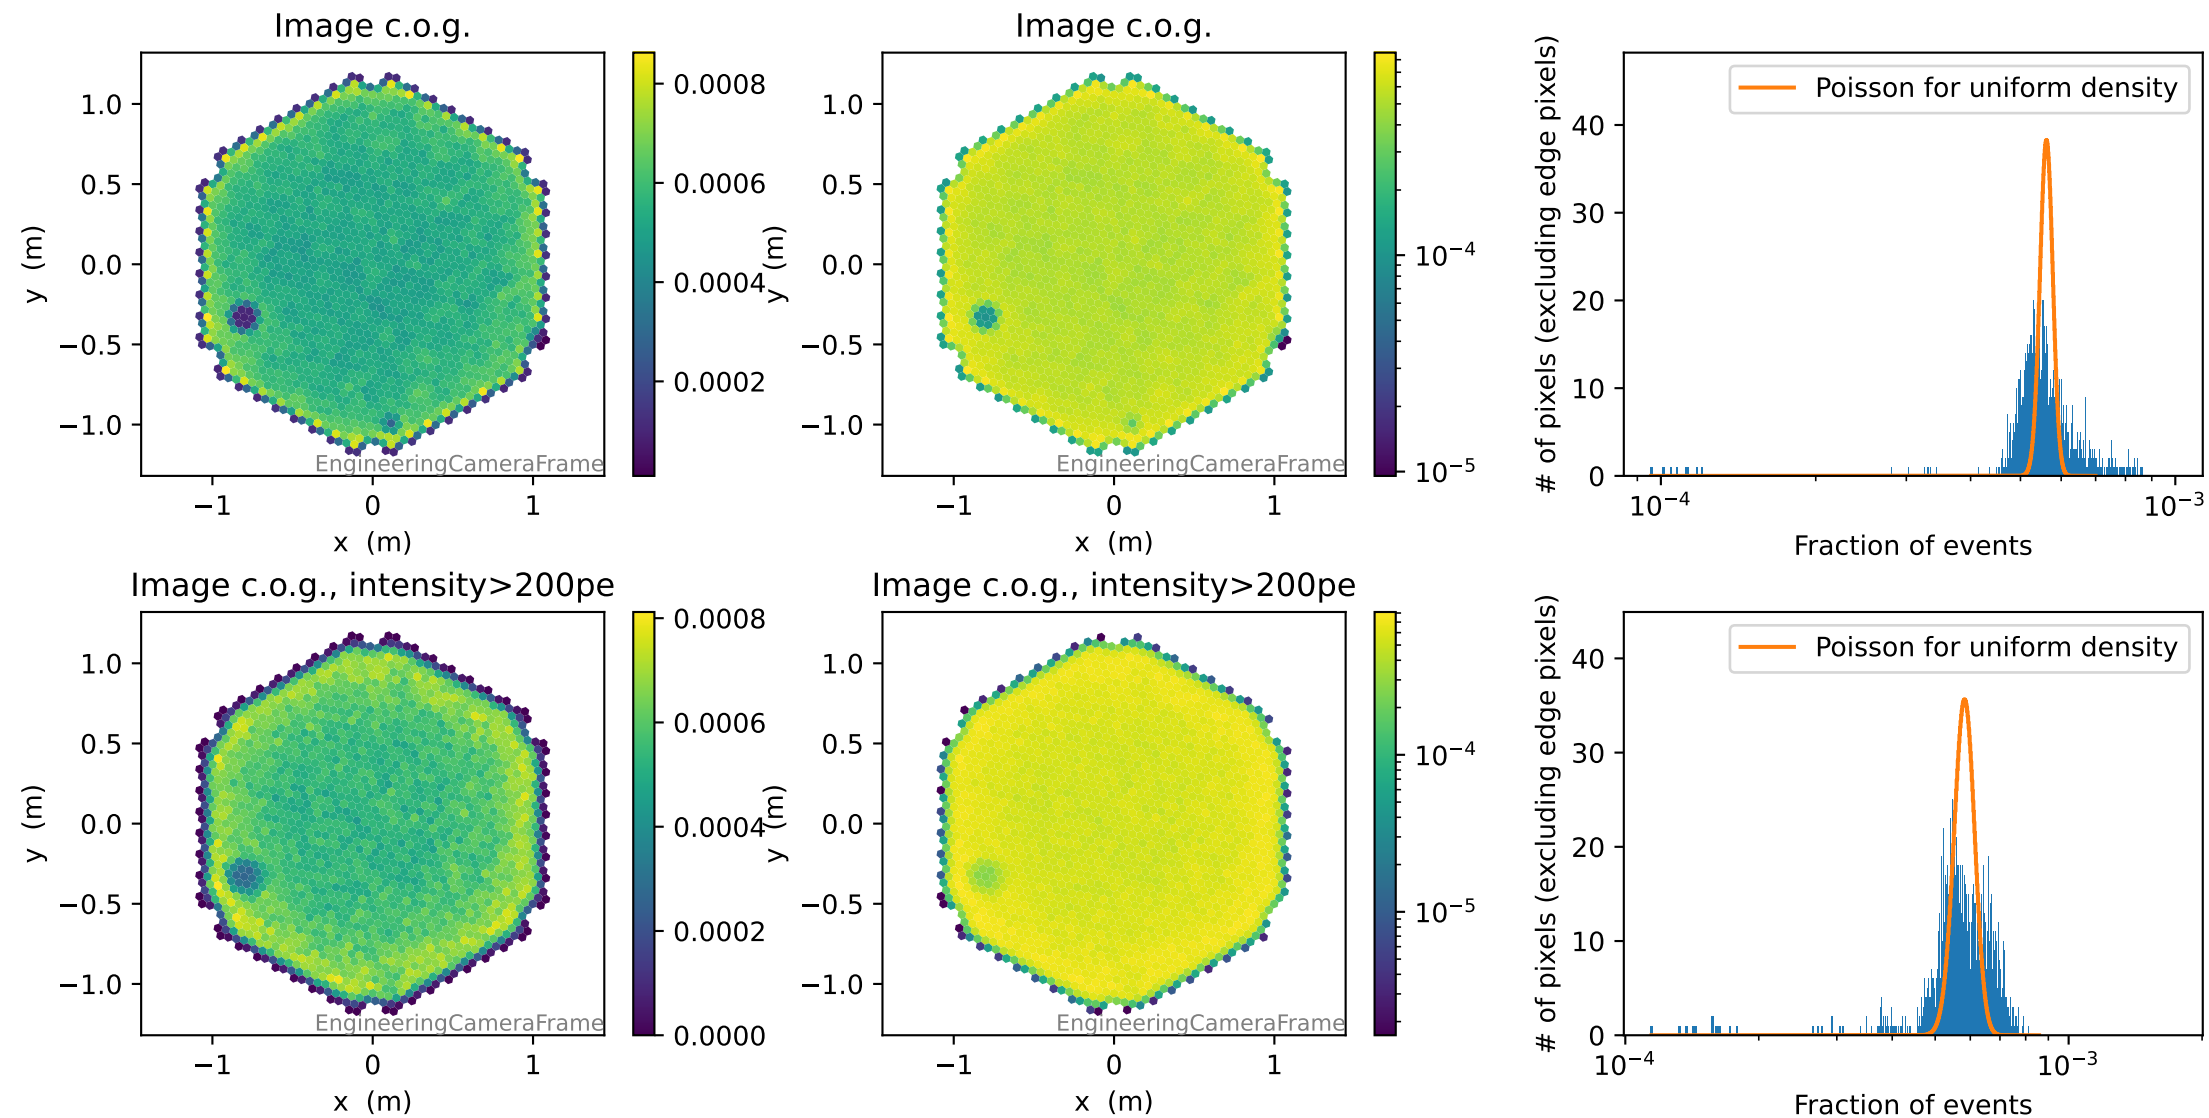 Image c.o.g.
y (m)
1.0
0.5
0.0
−0.5
−1.0
−1
0
1
x (m)
EngineeringCameraFrame
0.0008
0.0006
0.0004
0.0002
Image c.o.g.
y (m)
1.0
0.5
0.0
−0.5
−1.0
−1
0
1
x (m)
EngineeringCameraFrame
10⁻⁴
10⁻⁵
# of pixels (excluding edge pixels)
40
30
20
10
0
Poisson for uniform density
10⁻⁴
10⁻³
Fraction of events
Image c.o.g., intensity>200pe
y (m)
1.0
0.5
0.0
−0.5
−1.0
−1
0
1
x (m)
EngineeringCameraFrame
0.0008
0.0006
0.0004
0.0002
0.0000
Image c.o.g., intensity>200pe
y (m)
1.0
0.5
0.0
−0.5
−1.0
−1
0
1
x (m)
EngineeringCameraFrame
10⁻⁴
10⁻⁵
# of pixels (excluding edge pixels)
40
30
20
10
0
Poisson for uniform density
10⁻⁴
10⁻³
Fraction of events